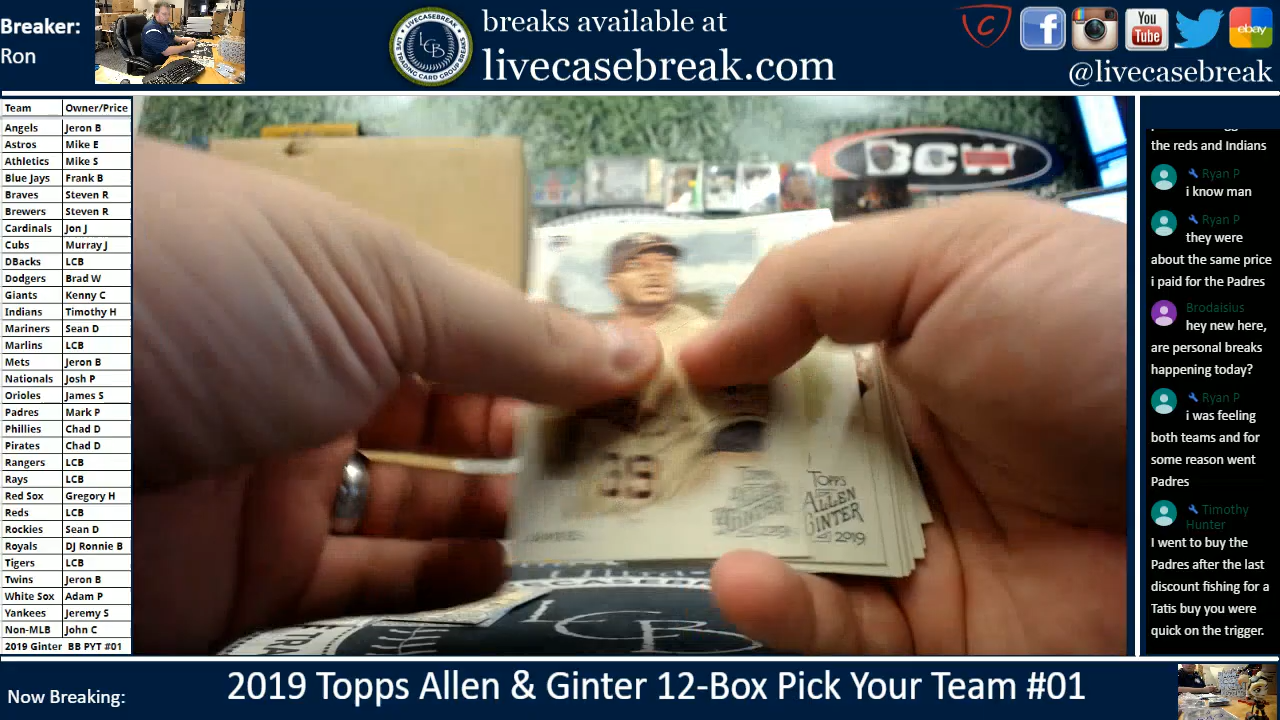 Breaker:
Ron
LCB
breaks available at
livecasebreak.com
You
Tube
ebay
@livecasebreak
Team Owner/Price
Angels Jeron B
Astros Mike E
Athletics Mike S
Blue Jays Frank B
Braves Steven R
Brewers Steven R
Cardinals Jon J
Cubs Murray J
DBacks LCB
Dodgers Brad W
Giants Kenny C
Indians Timothy H
Mariners Sean D
Marlins LCB
Mets Jeron B
Nationals Josh P
Orioles James S
Padres Mark P
Phillies Chad D
Pirates Chad D
Rangers LCB
Rays LCB
Red Sox Gregory H
Reds LCB
Rockies Sean D
Royals DJ Ronnie B
Tigers LCB
Twins Jeron B
White Sox Adam P
Yankees Jeremy S
Non-MLB John C
2019 Ginter BB PYT #01
BCW
39
Topps
Allen
Ginter
2019
LCB
the reds and Indians
Ryan P
i know man
Ryan P
they were
about the same price
i paid for the Padres
Brodaisius
hey new here,
are personal breaks
happening today?
Ryan P
i was feeling
both teams and for
some reason went
Padres
Timothy
Hunter
I went to buy the
Padres after the last
discount fishing for a
Tatis buy you were
quick on the trigger.
Now Breaking:
2019 Topps Allen & Ginter 12-Box Pick Your Team #01